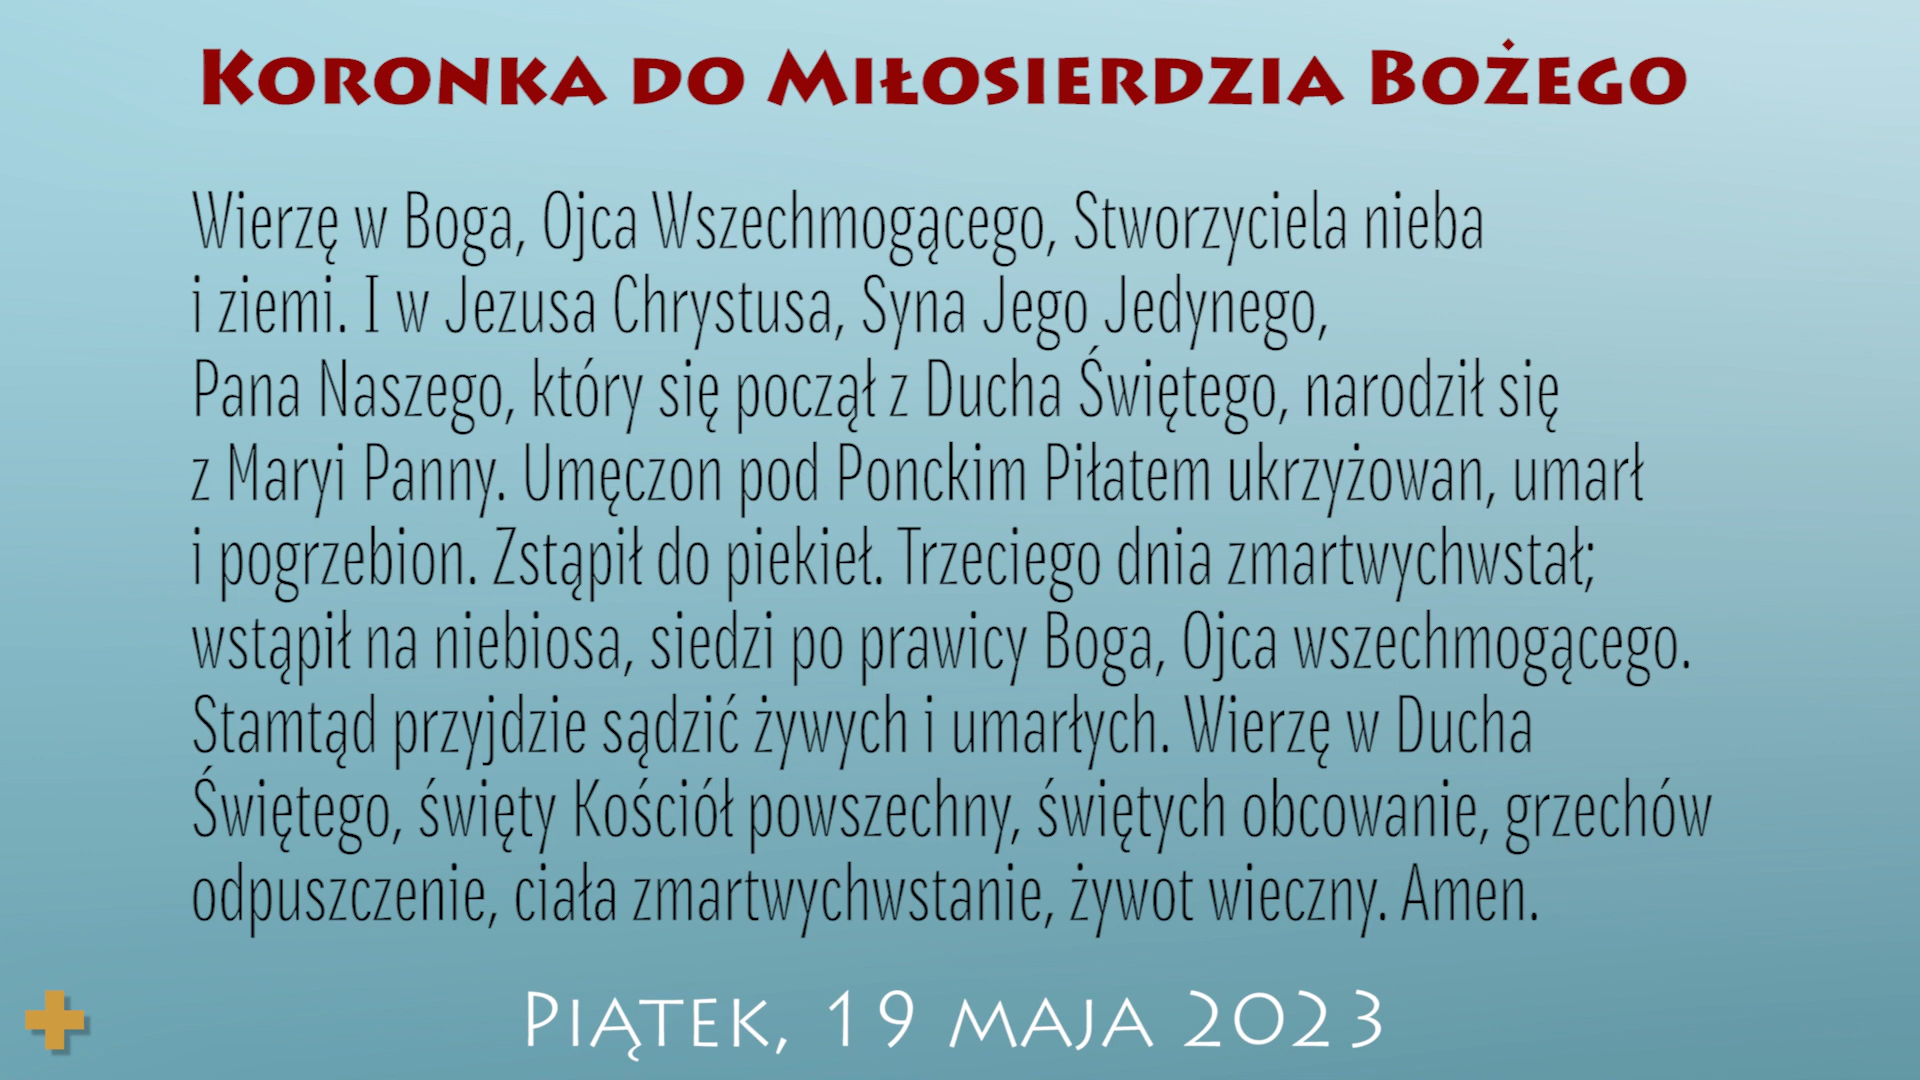 Koronka do Miłosierdzia Bożego
Wierzę w Boga, Ojca Wszechmogącego, Stworzyciela nieba
i ziemi. I w Jezusa Chrystusa, Syna Jego Jedynego,
Pana Naszego, który się począł z Ducha Świętego, narodził się
z Maryi Panny. Umęczon pod Ponckim Piłatem ukrzyżowan, umarł
i pogrzebion. Zstąpił do piekieł. Trzeciego dnia zmartwychwstał;
wstąpił na niebiosa, siedzi po prawicy Boga, Ojca wszechmogącego.
Stamtąd przyjdzie sądzić żywych i umarłych. Wierzę w Ducha
Świętego, święty Kościół powszechny, świętych obcowanie, grzechów
odpuszczenie, ciała zmartwychwstanie, żywot wieczny. Amen.
Piątek, 19 maja 2023